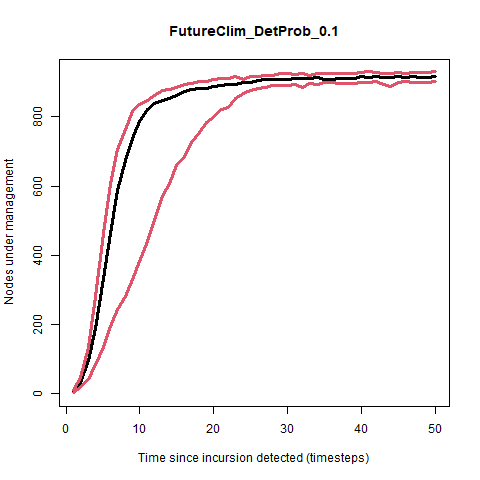 FutureClim_DetProb_0.1
Nodes under management
800
600
400
200
0
0 10 20 30 40 50
Time since incursion detected (timesteps)